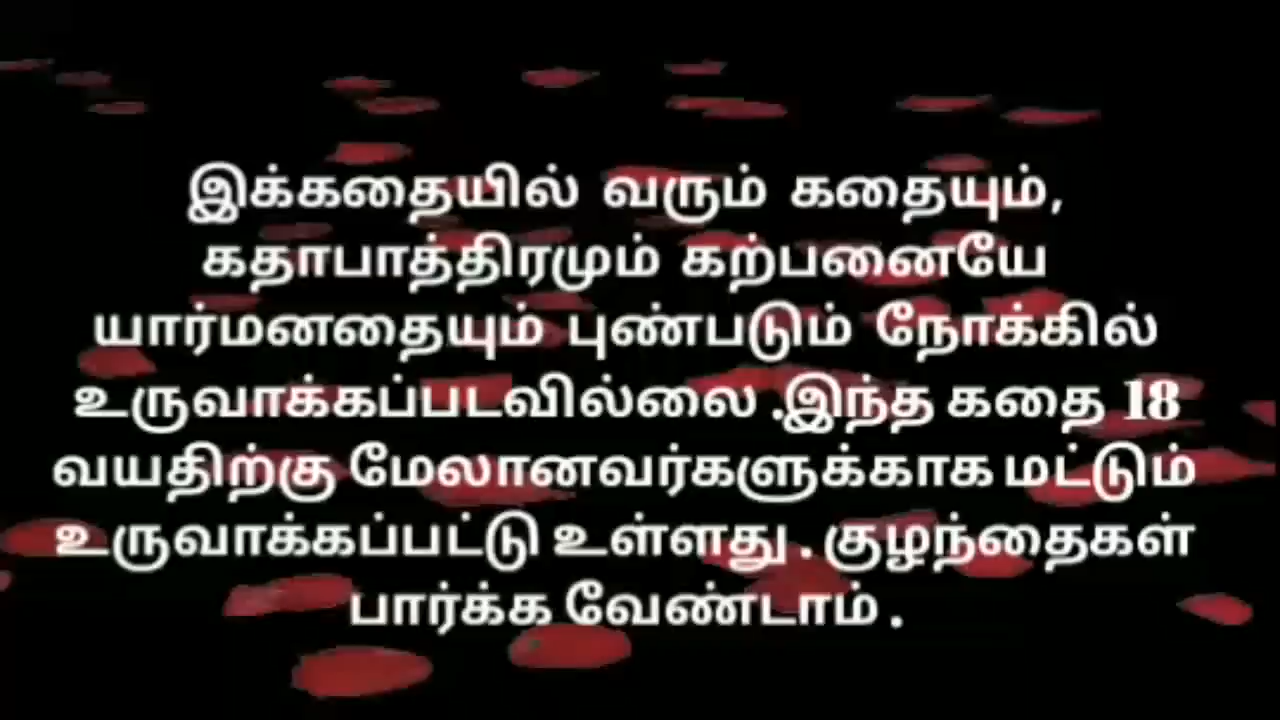 இக்கதையில் வரும் கதையும்,
கதாபாத்திரமும் கற்பனையே
யார்மனதையும் புண்படும் நோக்கில்
உருவாக்கப்படவில்லை .இந்த கதை 18
வயதிற்கு மேலானவர்களுக்காக மட்டும்
உருவாக்கப்பட்டு உள்ளது . குழந்தைகள்
பார்க்க வேண்டாம் .